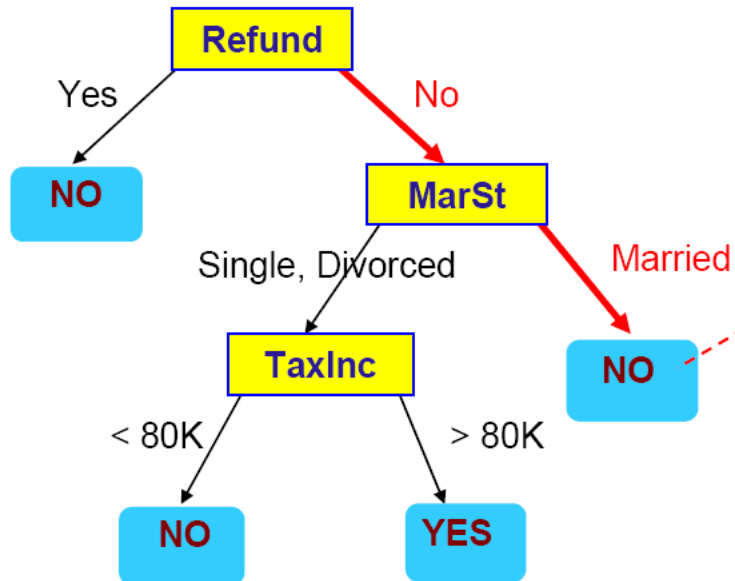 Refund
Yes
No
NO
MarSt
Single, Divorced
Married
TaxInc
NO
< 80K
> 80K
NO
YES